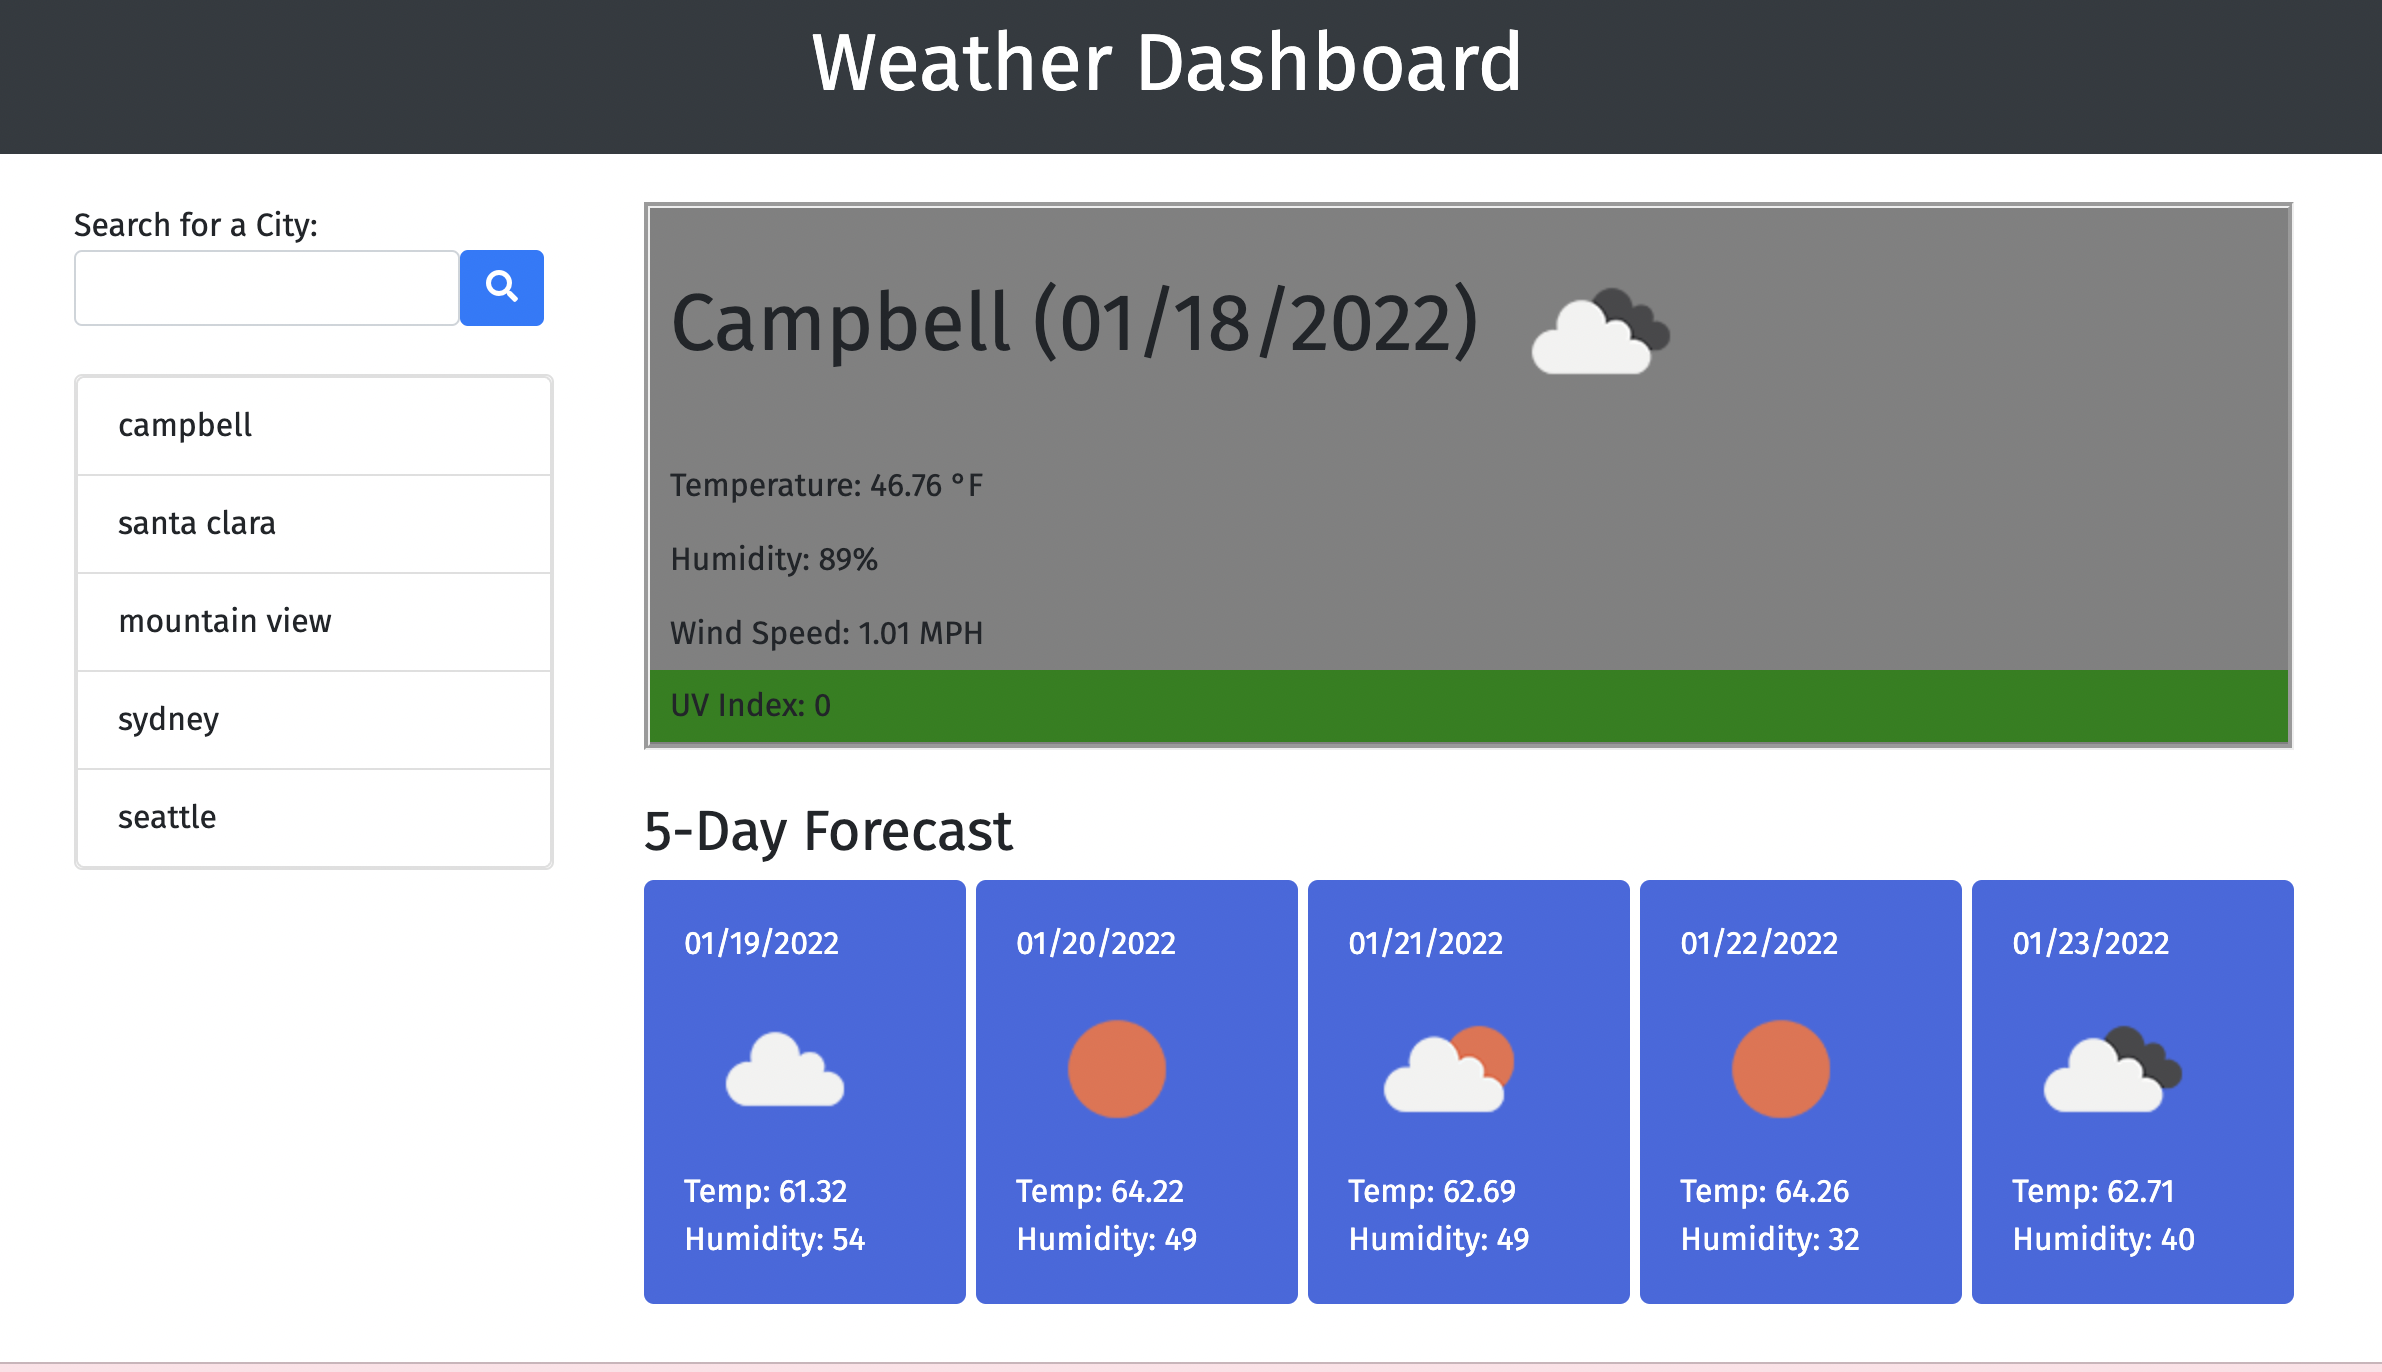 Weather Dashboard
Search for a City:
campbell
santa clara
mountain view
sydney
seattle
Campbell (01/18/2022)
Temperature: 46.76 °F
Humidity: 89%
Wind Speed: 1.01 MPH
UV Index: 0
5-Day Forecast
01/19/2022
Temp: 61.32
Humidity: 54
01/20/2022
Temp: 64.22
Humidity: 49
01/21/2022
Temp: 62.69
Humidity: 49
01/22/2022
Temp: 64.26
Humidity: 32
01/23/2022
Temp: 62.71
Humidity: 40